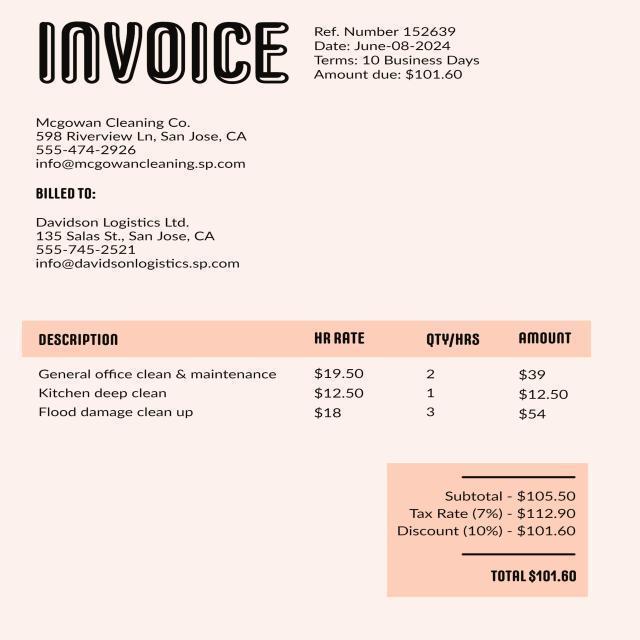 INVOICE
Ref. Number 152639
Date: June-08-2024
Terms: 10 Business Days
Amount due: $101.60
Mcgowan Cleaning Co.
598 Riverview Ln, San Jose, CA
555-474-2926
info@mcgowancleaning.sp.com
BILLED TO:
Davidson Logistics Ltd.
135 Salas St., San Jose, CA
555-745-2521
info@davidsonlogistics.sp.com
DESCRIPTION HR RATE QTY/HRS AMOUNT
General office clean & maintenance $19.50 2 $39
Kitchen deep clean $12.50 1 $12.50
Flood damage clean up $18 3 $54
Subtotal - $105.50
Tax Rate (7%) - $112.90
Discount (10%) - $101.60
TOTAL $101.60